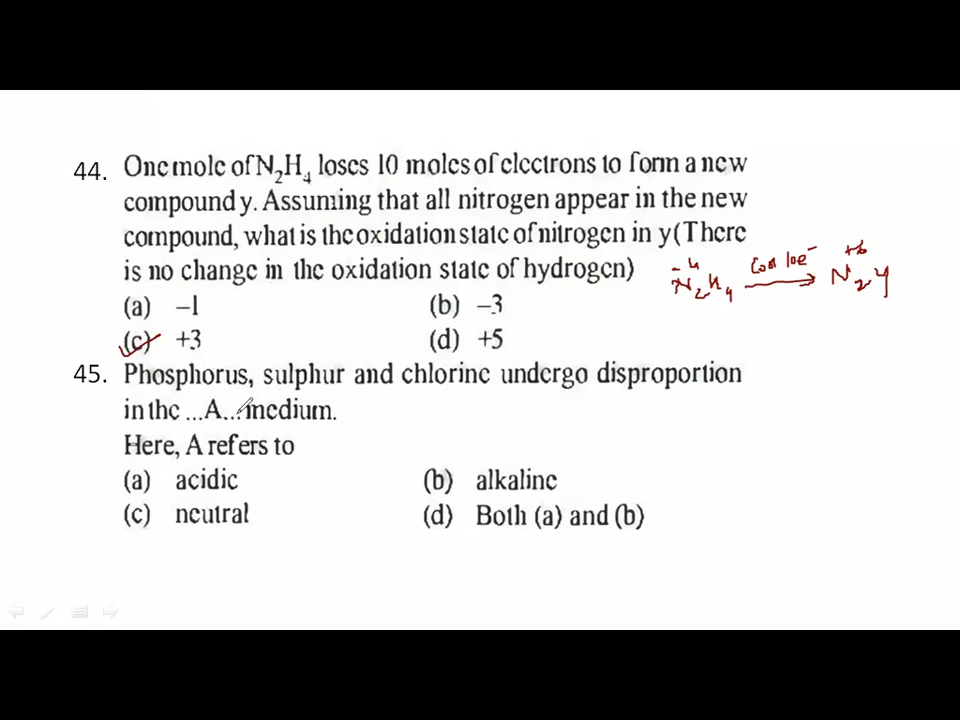 44. One mole of N₂H₄ loses 10 moles of electrons to form a new
compound y. Assuming that all nitrogen appear in the new
compound, what is the oxidation state of nitrogen in y (There
is no change in the oxidation state of hydrogen)
-4 +6
N₂H₄ loss 10e⁻ → N₂Y
(a) –1 (b) –3
(c) +3 (d) +5
45. Phosphorus, sulphur and chlorine undergo disproportion
in the ...A... medium.
Here, A refers to
(a) acidic (b) alkaline
(c) neutral (d) Both (a) and (b)